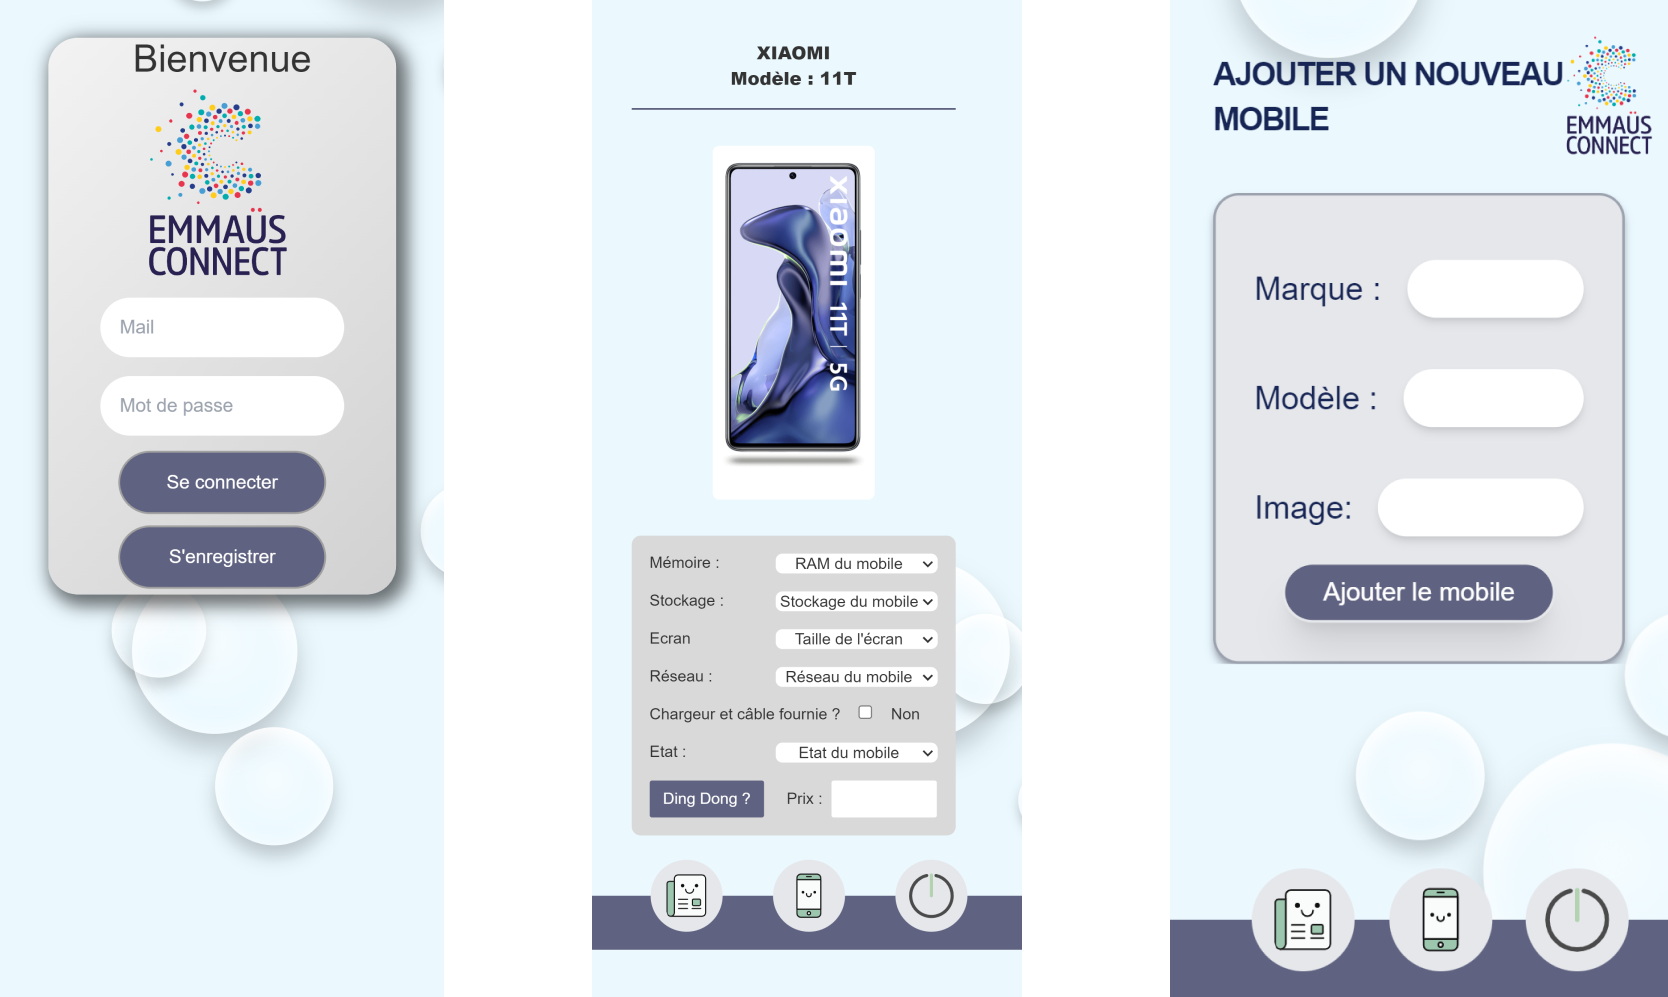 Bienvenue
EMMAÜS
CONNECT
Mail
Mot de passe
Se connecter
S'enregistrer
XIAOMI
Modèle : 11T
xiaomi 11T | 5G
Mémoire : RAM du mobile
Stockage : Stockage du mobile
Ecran Taille de l'écran
Réseau : Réseau du mobile
Chargeur et câble fournie ? Non
Etat : Etat du mobile
Ding Dong ? Prix :
AJOUTER UN NOUVEAU
MOBILE
EMMAÜS
CONNECT
Marque :
Modèle :
Image:
Ajouter le mobile